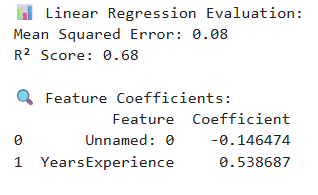 📊 Linear Regression Evaluation:
Mean Squared Error: 0.08
R² Score: 0.68
🔍 Feature Coefficients:
Feature Coefficient
0 Unnamed: 0 -0.146474
1 YearsExperience 0.538687